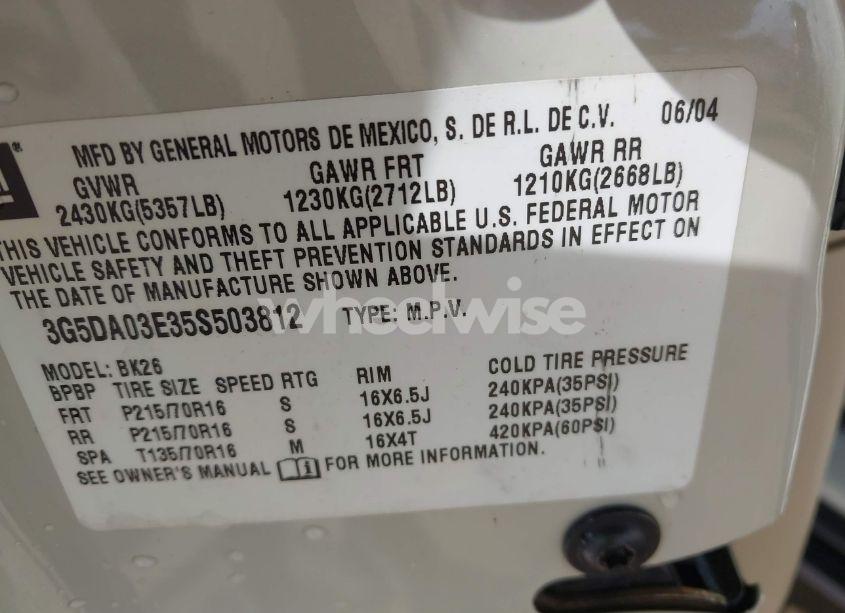 MFD BY GENERAL MOTORS DE MEXICO, S. DE R.L. DE C.V. 06/04
GVWR GAWR FRT GAWR RR
2430KG(5357LB) 1230KG(2712LB) 1210KG(2668LB)
THIS VEHICLE CONFORMS TO ALL APPLICABLE U.S. FEDERAL MOTOR
VEHICLE SAFETY AND THEFT PREVENTION STANDARDS IN EFFECT ON
THE DATE OF MANUFACTURE SHOWN ABOVE.
3G5DA03E35S503812 TYPE: M.P.V.
wheelwise
MODEL: BK26
BPBP TIRE SIZE SPEED RTG RIM COLD TIRE PRESSURE
FRT P215/70R16 S 16X6.5J 240KPA(35PSI)
RR P215/70R16 S 16X6.5J 240KPA(35PSI)
SPA T135/70R16 M 16X4T 420KPA(60PSI)
SEE OWNER'S MANUAL FOR MORE INFORMATION.